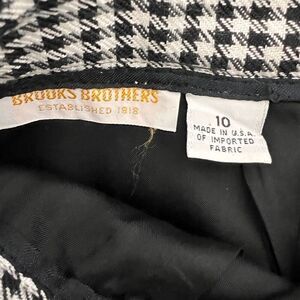 BROOKS BROTHERS
ESTABLISHED 1818
10
MADE IN U.S.A.
OF IMPORTED
FABRIC